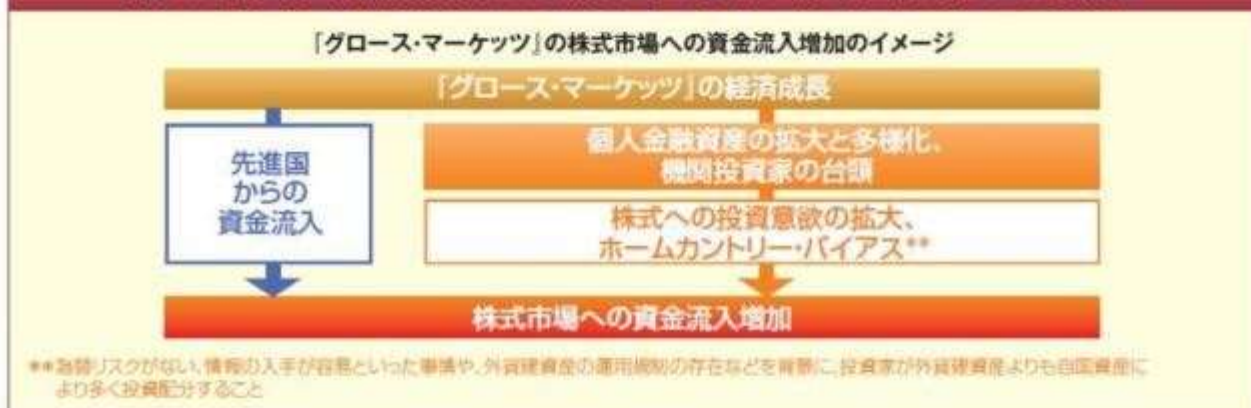 『グロース・マーケッツ』の株式市場への資金流入増加のイメージ
『グロース・マーケッツ』の経済成長
先進国
からの
資金流入
個人金融資産の拡大と多様化、
機関投資家の台頭
株式への投資意欲の拡大、
ホームカントリー・バイアス**
株式市場への資金流入増加
**為替リスクがない、情報の入手が容易といった事情や、外貨建資産の運用規制の存在などを背景に、投資家が外貨建資産よりも自国資産に
より多く投資配分すること